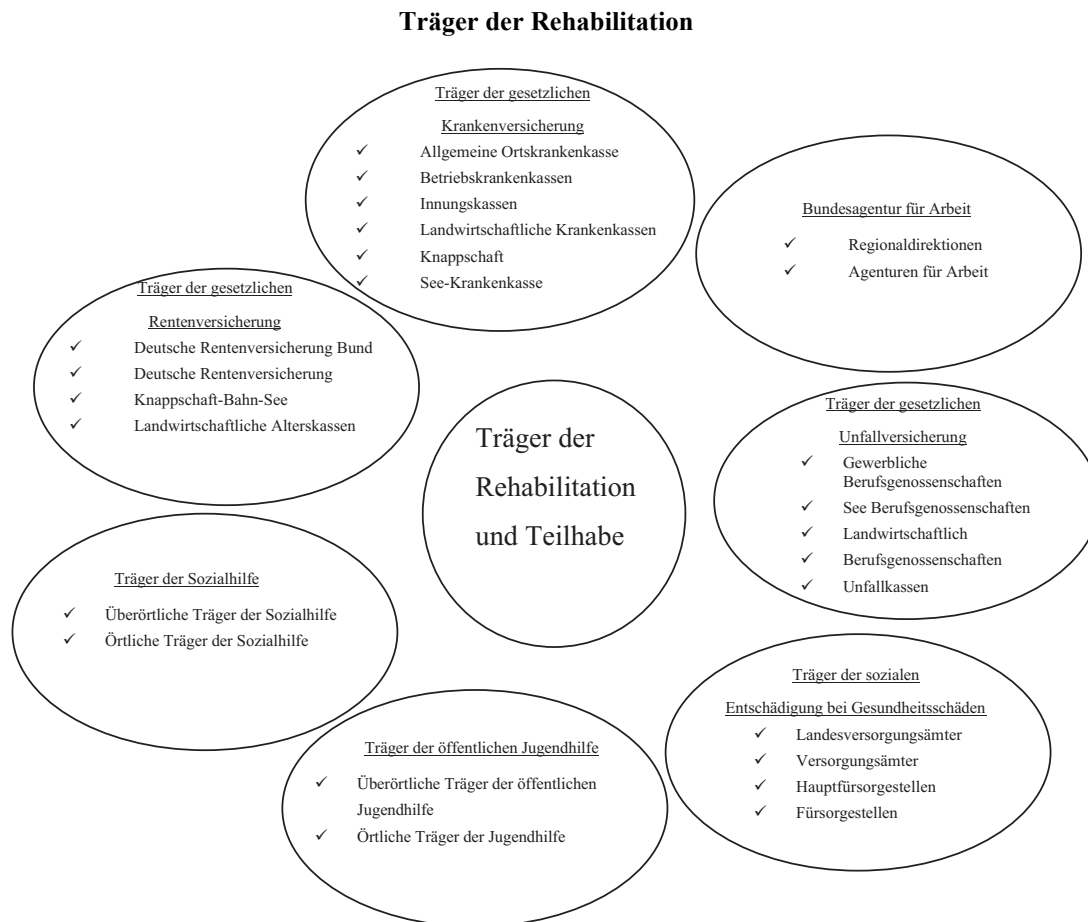 Träger der Rehabilitation
Träger der gesetzlichen
Krankenversicherung
✓ Allgemeine Ortskrankenkasse
✓ Betriebskrankenkassen
✓ Innungskassen
✓ Landwirtschaftliche Krankenkassen
✓ Knappschaft
✓ See-Krankenkasse
Bundesagentur für Arbeit
✓ Regionaldirektionen
✓ Agenturen für Arbeit
Träger der gesetzlichen
Rentenversicherung
✓ Deutsche Rentenversicherung Bund
✓ Deutsche Rentenversicherung
✓ Knappschaft-Bahn-See
✓ Landwirtschaftliche Alterskassen
Träger der
Rehabilitation
und Teilhabe
Träger der gesetzlichen
Unfallversicherung
✓ Gewerbliche
Berufsgenossenschaften
✓ See Berufsgenossenschaften
✓ Landwirtschaftlich
✓ Berufsgenossenschaften
✓ Unfallkassen
Träger der Sozialhilfe
✓ Überörtliche Träger der Sozialhilfe
✓ Örtliche Träger der Sozialhilfe
Träger der sozialen
Entschädigung bei Gesundheitsschäden
✓ Landesversorgungsämter
✓ Versorgungsämter
✓ Hauptfürsorgestellen
✓ Fürsorgestellen
Träger der öffentlichen Jugendhilfe
✓ Überörtliche Träger der öffentlichen
Jugendhilfe
✓ Örtliche Träger der Jugendhilfe